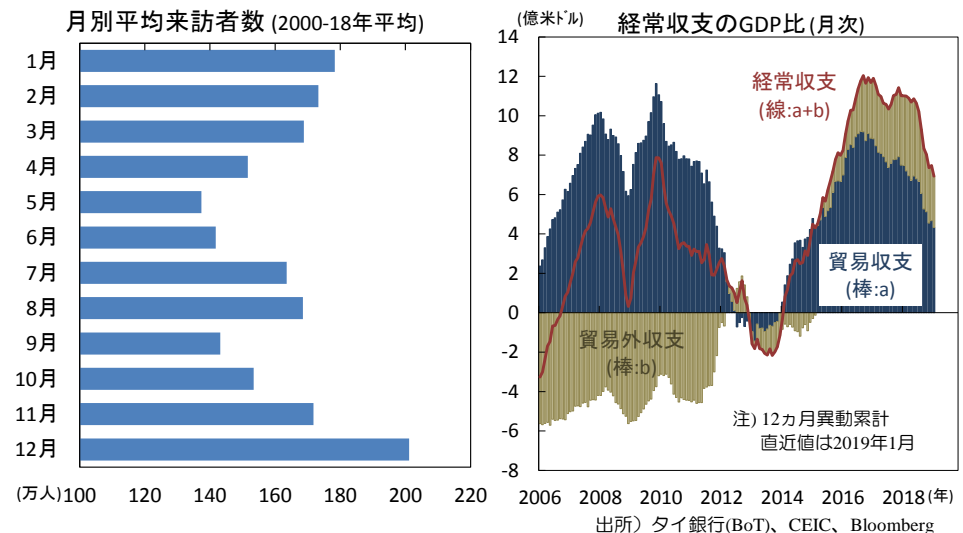 月別平均来訪者数 (2000-18年平均)
1月
2月
3月
4月
5月
6月
7月
8月
9月
10月
11月
12月
(万人) 100 120 140 160 180 200 220
(億米ﾄﾞﾙ) 経常収支のGDP比 (月次)
14
12
10
8
6
4
2
0
-2
-4
-6
-8
経常収支
(線:a+b)
貿易収支
(棒:a)
貿易外収支
(棒:b)
注) 12ヵ月異動累計
直近値は2019年1月
2006 2008 2010 2012 2014 2016 2018 (年)
出所）タイ銀行(BoT)、CEIC、Bloomberg